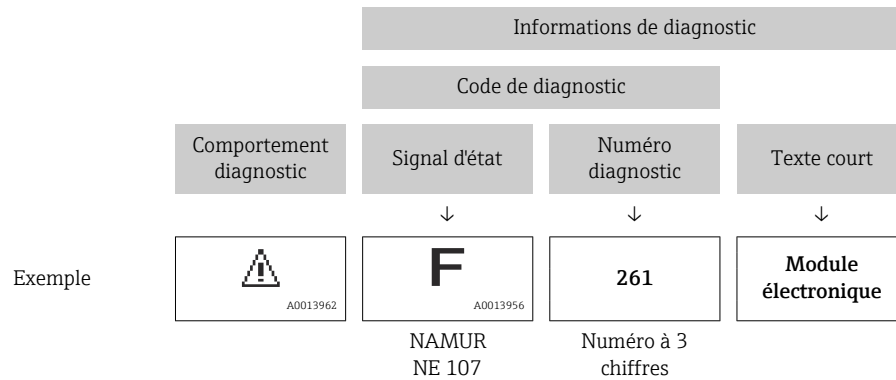 Informations de diagnostic
Code de diagnostic
Comportement
diagnostic
Signal d'état
Numéro
diagnostic
Texte court
↓ ↓ ↓
Exemple
A0013962
F
A0013956
261
Module
électronique
NAMUR
NE 107
Numéro à 3
chiffres